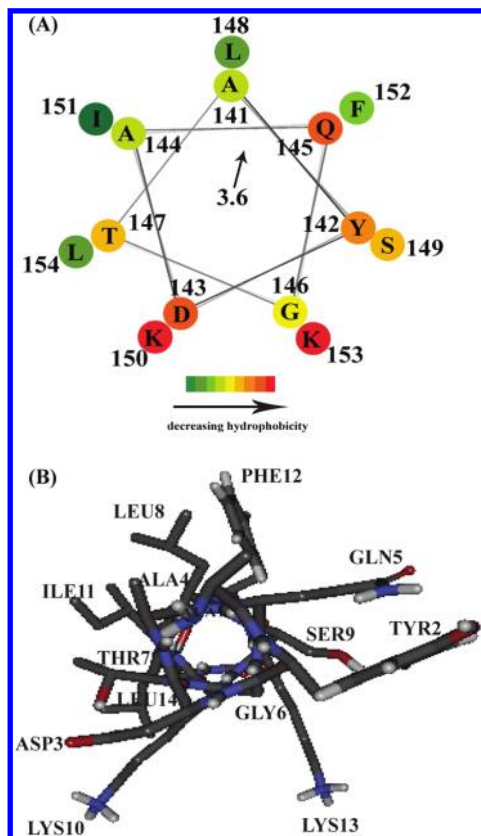 (A)
148
L
A
151
I
A
141
Q
F
152
144
145
3.6
147
142
Y
T
S
149
154
L
143
146
D
G
150
K
K
153
decreasing hydrophobicity
(B)
PHE12
LEU8
GLN5
ILE11
ALA4
SER9
TYR2
THR7
LEU14
GLY6
ASP3
LYS10
LYS13